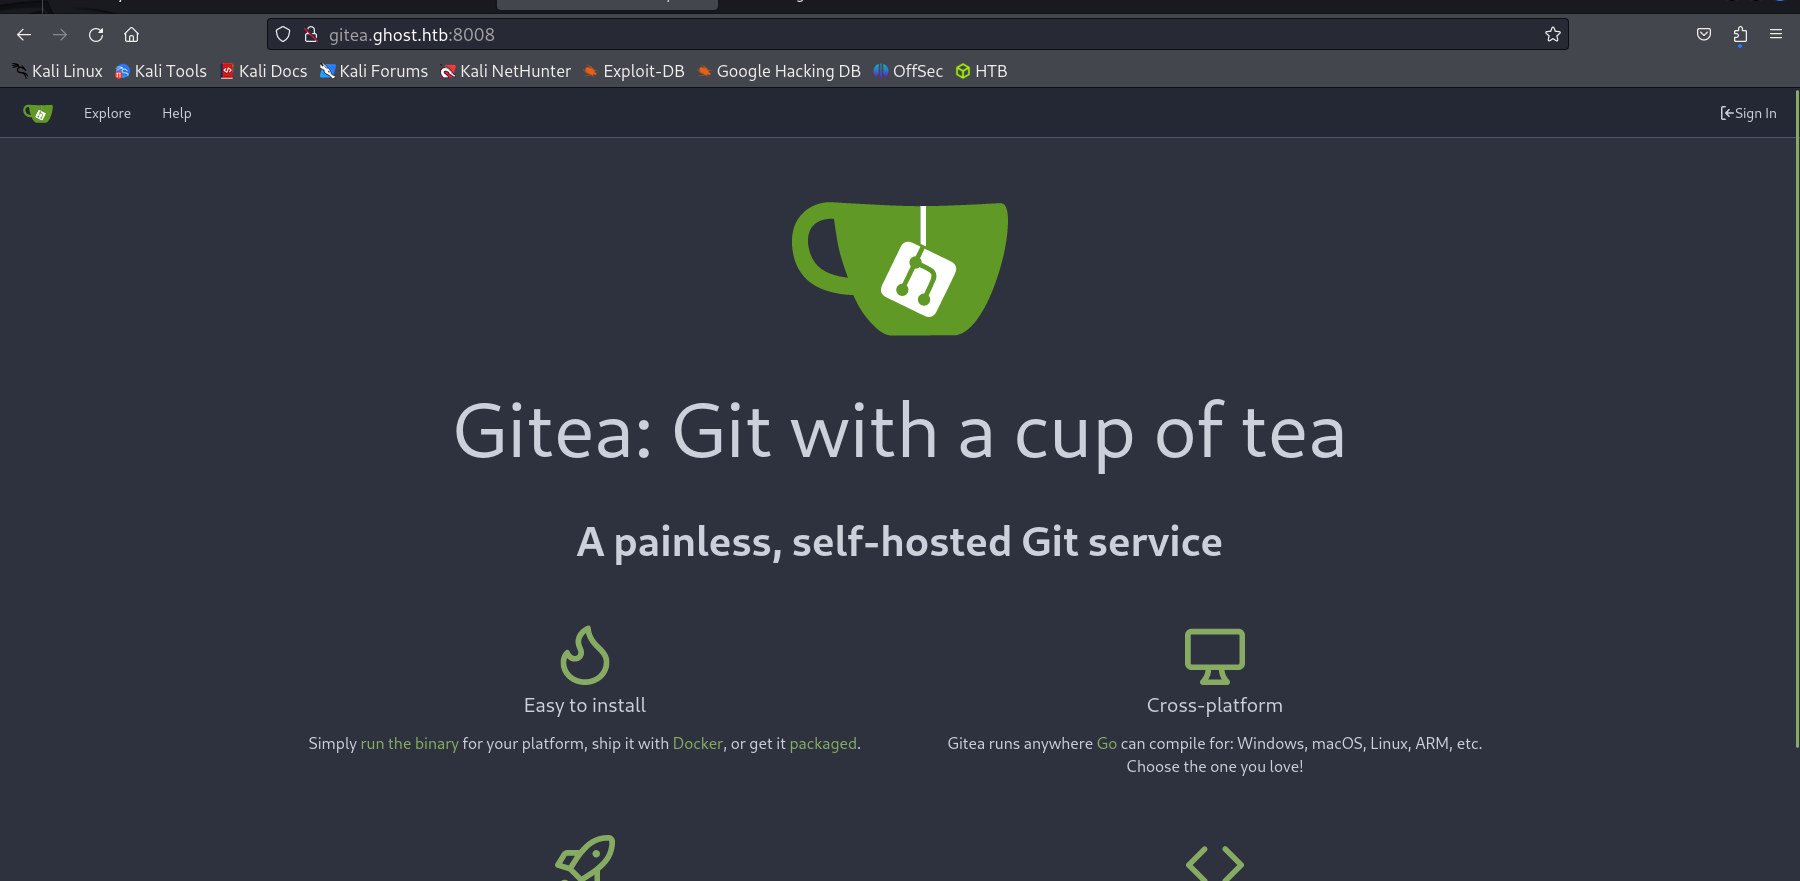 gitea.ghost.htb:8008
Kali Linux Kali Tools Kali Docs Kali Forums Kali NetHunter Exploit-DB Google Hacking DB OffSec HTB
Explore Help Sign In
Gitea: Git with a cup of tea
A painless, self-hosted Git service
Easy to install
Simply run the binary for your platform, ship it with Docker, or get it packaged.
Cross-platform
Gitea runs anywhere Go can compile for: Windows, macOS, Linux, ARM, etc.
Choose the one you love!